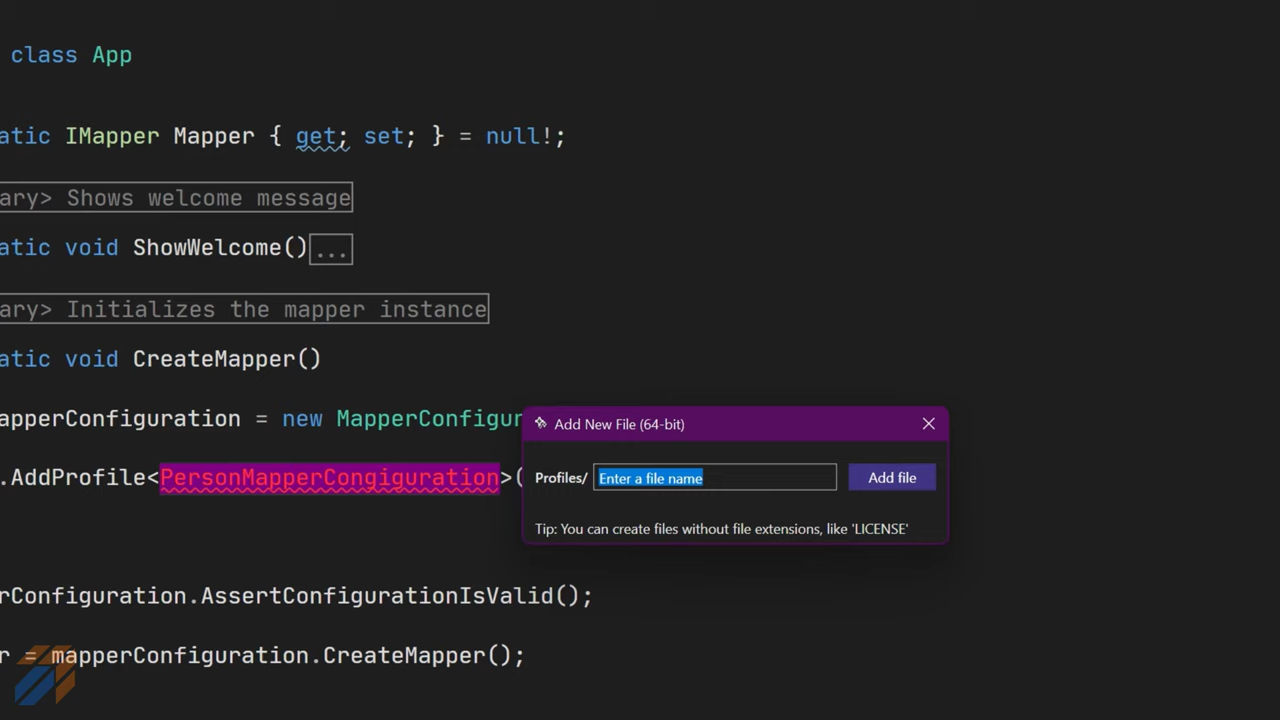 class App
atic IMapper Mapper { get; set; } = null!;
ary> Shows welcome message
atic void ShowWelcome()...
ary> Initializes the mapper instance
atic void CreateMapper()
apperConfiguration = new MapperConfigur
.AddProfile<PersonMapperCongiguration>(
Add New File (64-bit)
Profiles/ Enter a file name Add file
Tip: You can create files without file extensions, like 'LICENSE'
rConfiguration.AssertConfigurationIsValid();
r = mapperConfiguration.CreateMapper();